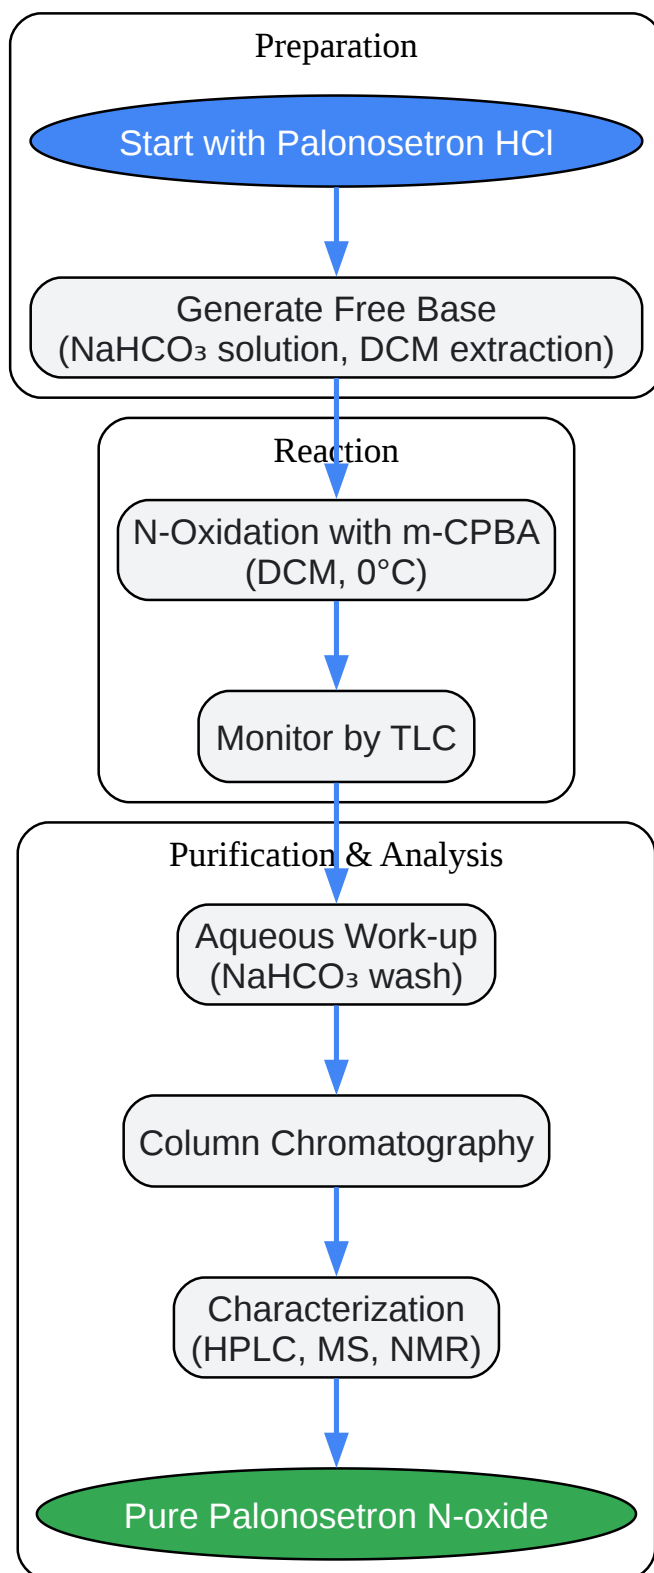 Preparation
Start with Palonosetron HCl
Generate Free Base
(NaHCO₃ solution, DCM extraction)
Reaction
N-Oxidation with m-CPBA
(DCM, 0°C)
Monitor by TLC
Purification & Analysis
Aqueous Work-up
(NaHCO₃ wash)
Column Chromatography
Characterization
(HPLC, MS, NMR)
Pure Palonosetron N-oxide